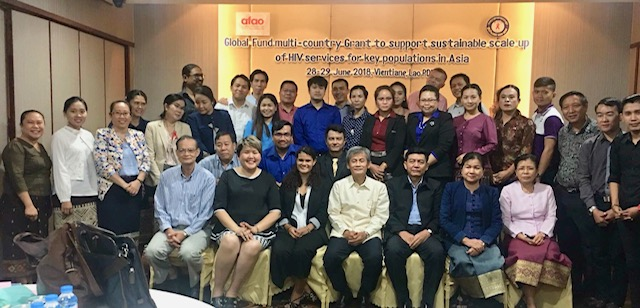 afao
Global Fund multi-country Grant to support sustainable scale-up
of HIV services for key populations in Asia
28-29, June, 2018, Vientiane, Lao, PDR